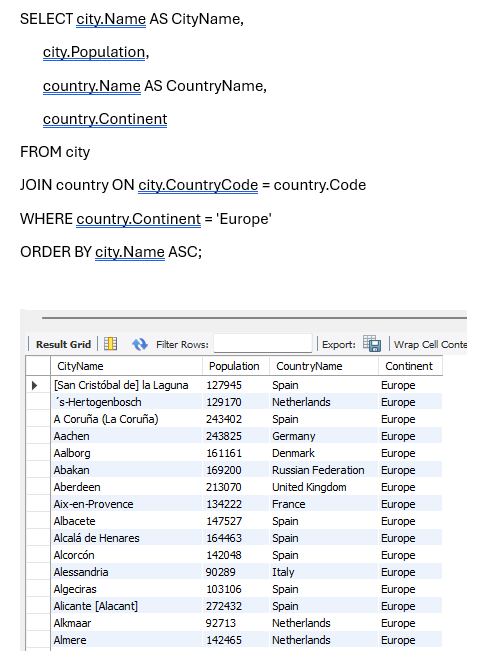 SELECT city.Name AS CityName,
city.Population,
country.Name AS CountryName,
country.Continent
FROM city
JOIN country ON city.CountryCode = country.Code
WHERE country.Continent = 'Europe'
ORDER BY city.Name ASC;
Result Grid Filter Rows: Export: Wrap Cell Conte
CityName Population CountryName Continent
[San Cristóbal de] la Laguna 127945 Spain Europe
´s-Hertogenbosch 129170 Netherlands Europe
A Coruña (La Coruña) 243402 Spain Europe
Aachen 243825 Germany Europe
Aalborg 161161 Denmark Europe
Abakan 169200 Russian Federation Europe
Aberdeen 213070 United Kingdom Europe
Aix-en-Provence 134222 France Europe
Albacete 147527 Spain Europe
Alcalá de Henares 164463 Spain Europe
Alcorcón 142048 Spain Europe
Alessandria 90289 Italy Europe
Algeciras 103106 Spain Europe
Alicante [Alacant] 272432 Spain Europe
Alkmaar 92713 Netherlands Europe
Almere 142465 Netherlands Europe